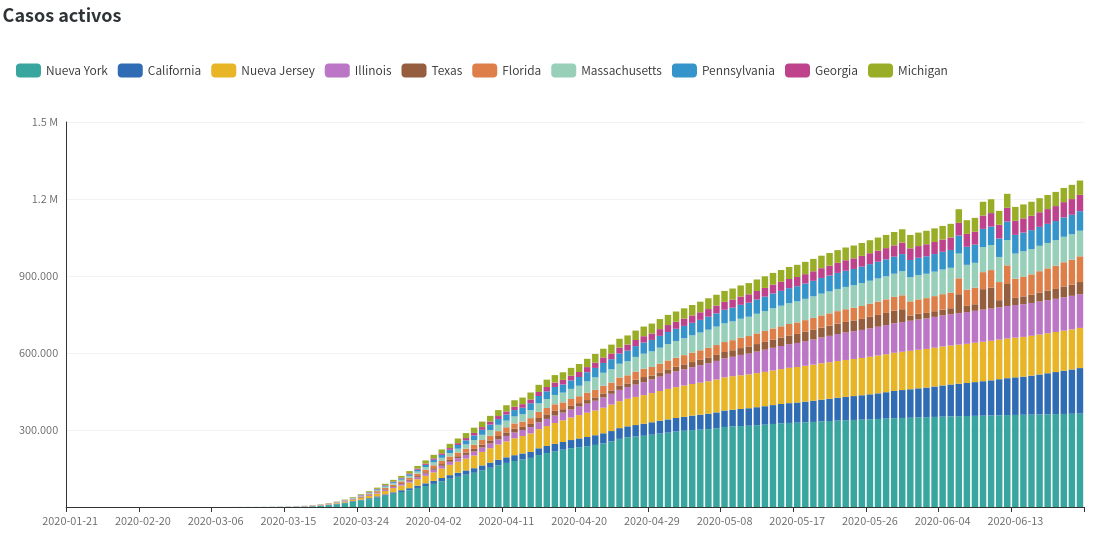 Casos activos
Nueva York California Nueva Jersey Illinois Texas Florida Massachusetts Pennsylvania Georgia Michigan
1.5 M
1.2 M
900.000
600.000
300.000
2020-01-21 2020-02-20 2020-03-06 2020-03-15 2020-03-24 2020-04-02 2020-04-11 2020-04-20 2020-04-29 2020-05-08 2020-05-17 2020-05-26 2020-06-04 2020-06-13